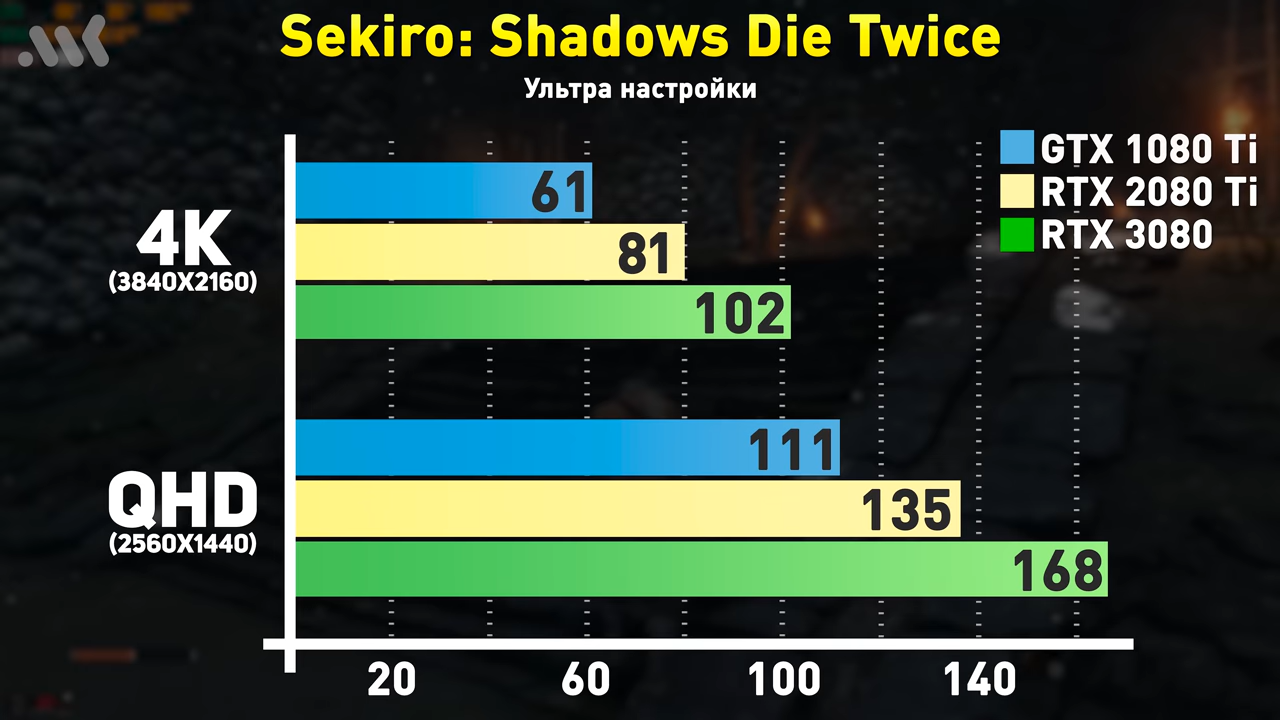 Sekiro: Shadows Die Twice
Ультра настройки
GTX 1080 Ti
RTX 2080 Ti
RTX 3080
4K
(3840X2160)
61
81
102
QHD
(2560X1440)
111
135
168
20 60 100 140